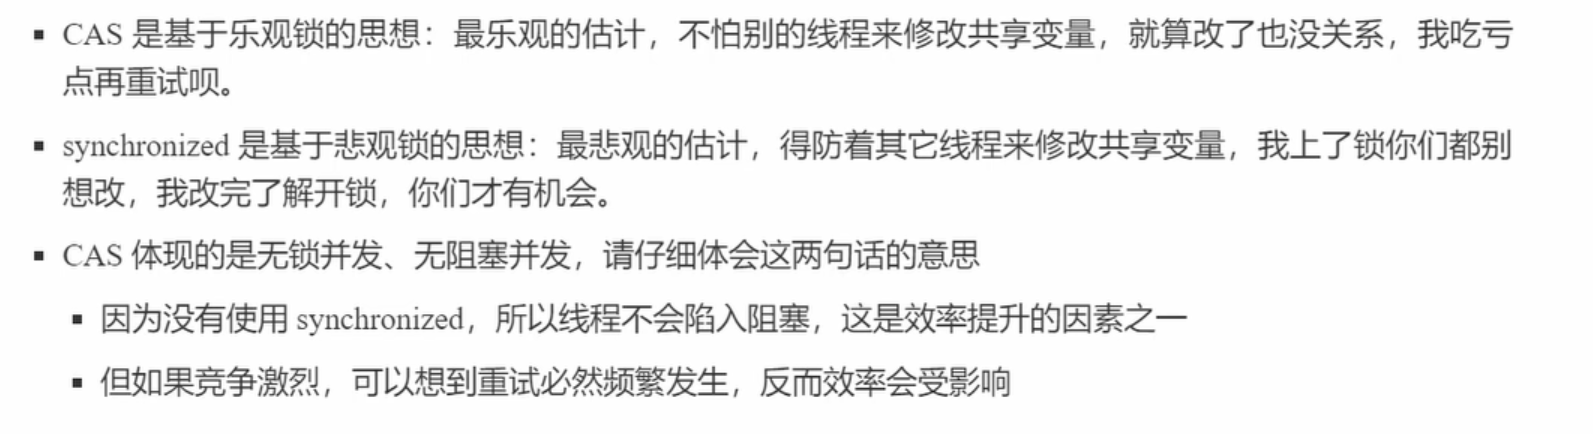 ▪ CAS 是基于乐观锁的思想：最乐观的估计，不怕别的线程来修改共享变量，就算改了也没关系，我吃亏
点再重试呗。
▪ synchronized 是基于悲观锁的思想：最悲观的估计，得防着其它线程来修改共享变量，我上了锁你们都别
想改，我改完了解开锁，你们才有机会。
▪ CAS 体现的是无锁并发、无阻塞并发，请仔细体会这两句话的意思
▪ 因为没有使用 synchronized，所以线程不会陷入阻塞，这是效率提升的因素之一
▪ 但如果竞争激烈，可以想到重试必然频繁发生，反而效率会受影响